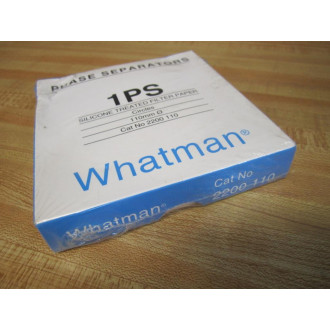 PHASE SEPARATORS
1PS
SILICONE TREATED FILTER PAPER
Circles
110mm Ø
Cat No 2200 110
Whatman®
Cat No
2200-110